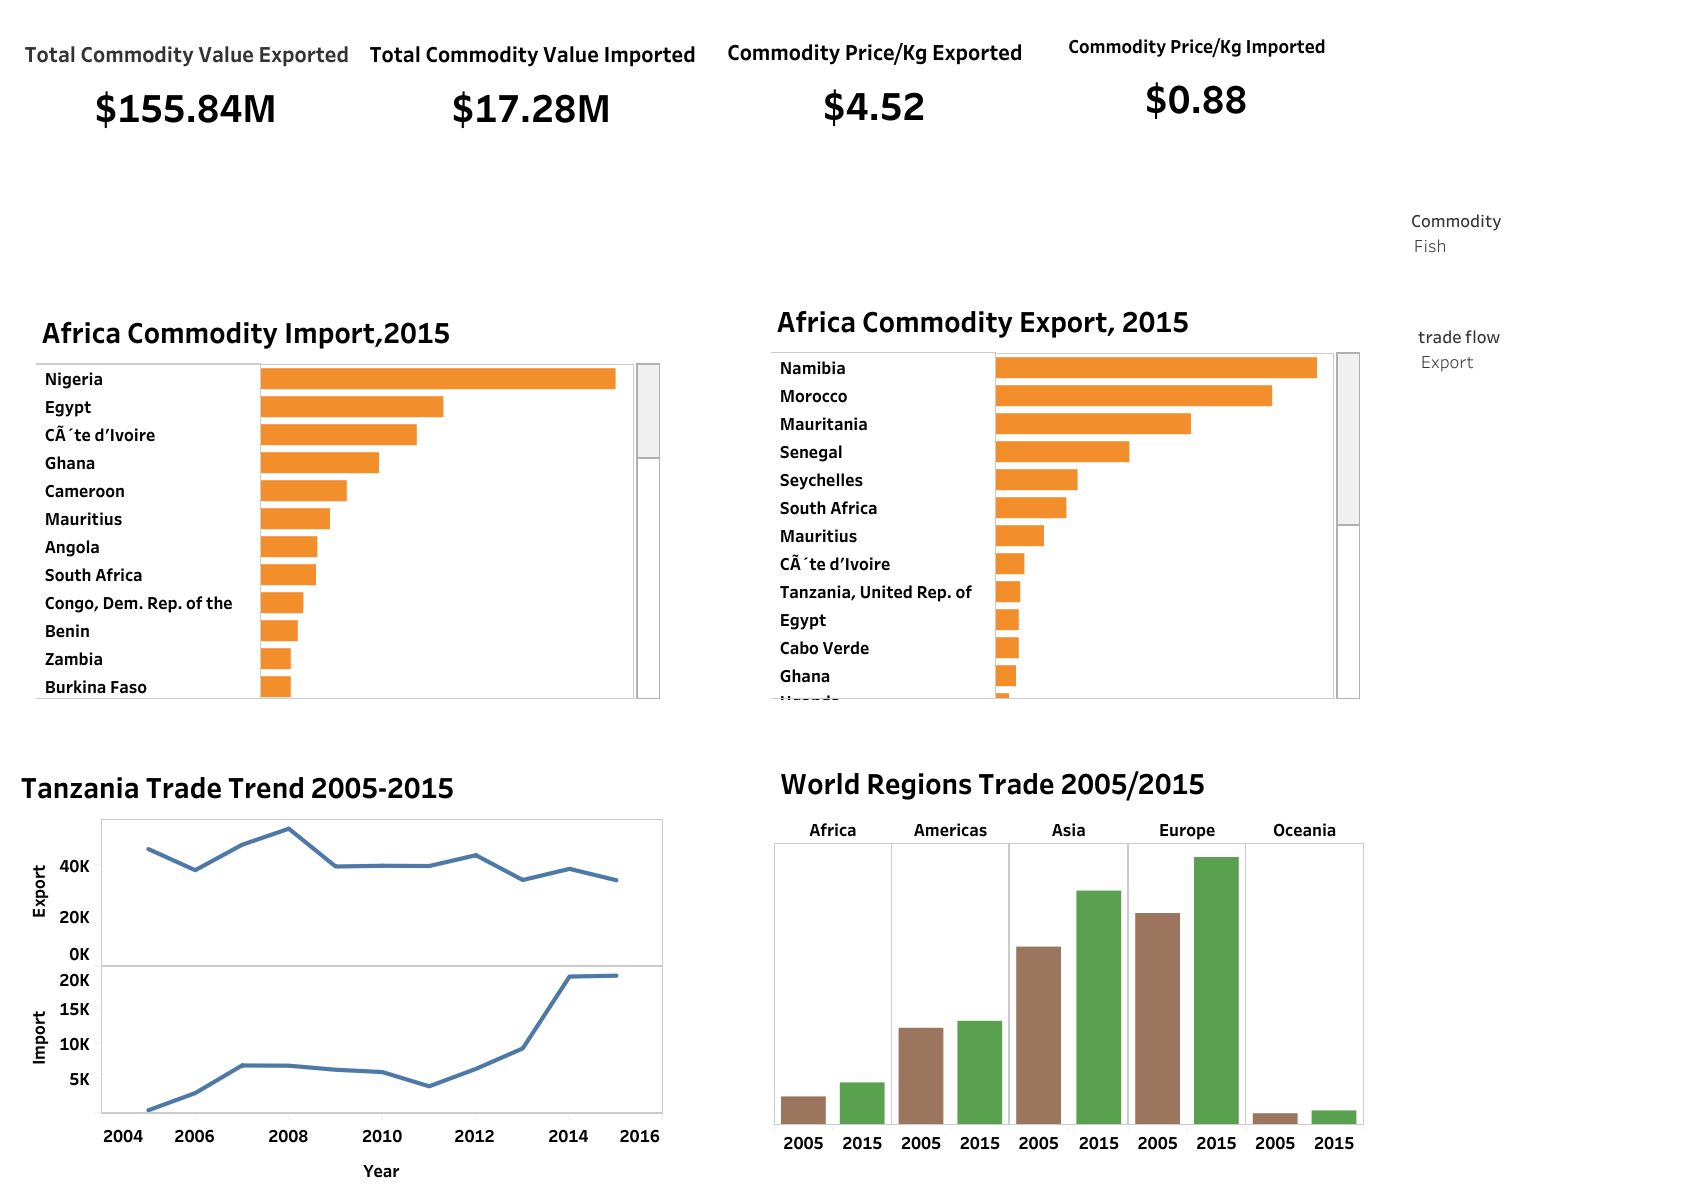 Total Commodity Value Exported
$155.84M
Total Commodity Value Imported
$17.28M
Commodity Price/Kg Exported
$4.52
Commodity Price/Kg Imported
$0.88
Commodity
Fish
trade flow
Export
Africa Commodity Import,2015
Nigeria
Egypt
CÃ´te d’Ivoire
Ghana
Cameroon
Mauritius
Angola
South Africa
Congo, Dem. Rep. of the
Benin
Zambia
Burkina Faso
Africa Commodity Export, 2015
Namibia
Morocco
Mauritania
Senegal
Seychelles
South Africa
Mauritius
CÃ´te d’Ivoire
Tanzania, United Rep. of
Egypt
Cabo Verde
Ghana
Uganda
Tanzania Trade Trend 2005-2015
Export
40K
20K
0K
Import
20K
15K
10K
5K
2004 2006 2008 2010 2012 2014 2016
Year
World Regions Trade 2005/2015
Africa Americas Asia Europe Oceania
2005 2015 2005 2015 2005 2015 2005 2015 2005 2015